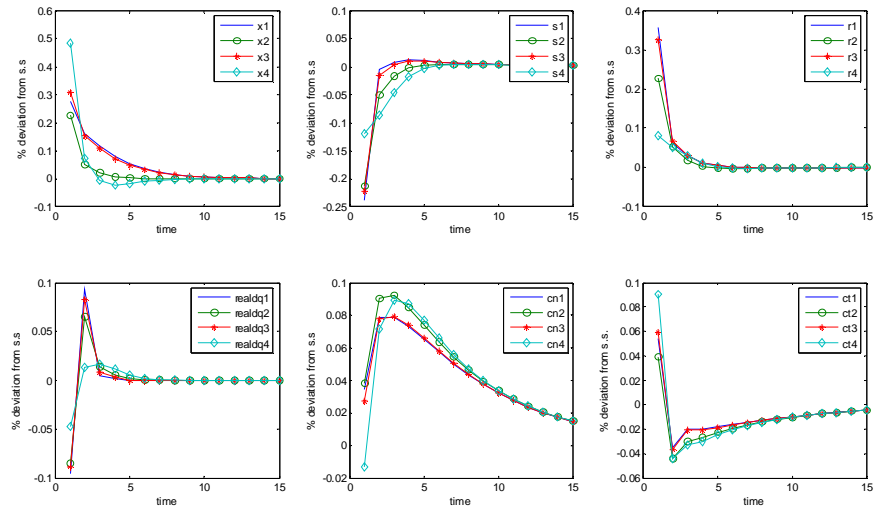 0.6
0.5
0.4
0.3
0.2
0.1
0
-0.1
% deviation from s.s
0
5
10
15
time
x1
x2
x3
x4
0.05
0
-0.05
-0.1
-0.15
-0.2
-0.25
% deviation from s.s
0
5
10
15
time
s1
s2
s3
s4
0.4
0.3
0.2
0.1
0
-0.1
% deviation from s.s
0
5
10
15
time
r1
r2
r3
r4
0.1
0.05
0
-0.05
-0.1
% deviation from s.s
0
5
10
15
time
realdq1
realdq2
realdq3
realdq4
0.1
0.08
0.06
0.04
0.02
0
-0.02
% deviation from s.s
0
5
10
15
time
cn1
cn2
cn3
cn4
0.1
0.08
0.06
0.04
0.02
0
-0.02
-0.04
-0.06
% deviation from s.s
0
5
10
15
time
ct1
ct2
ct3
ct4